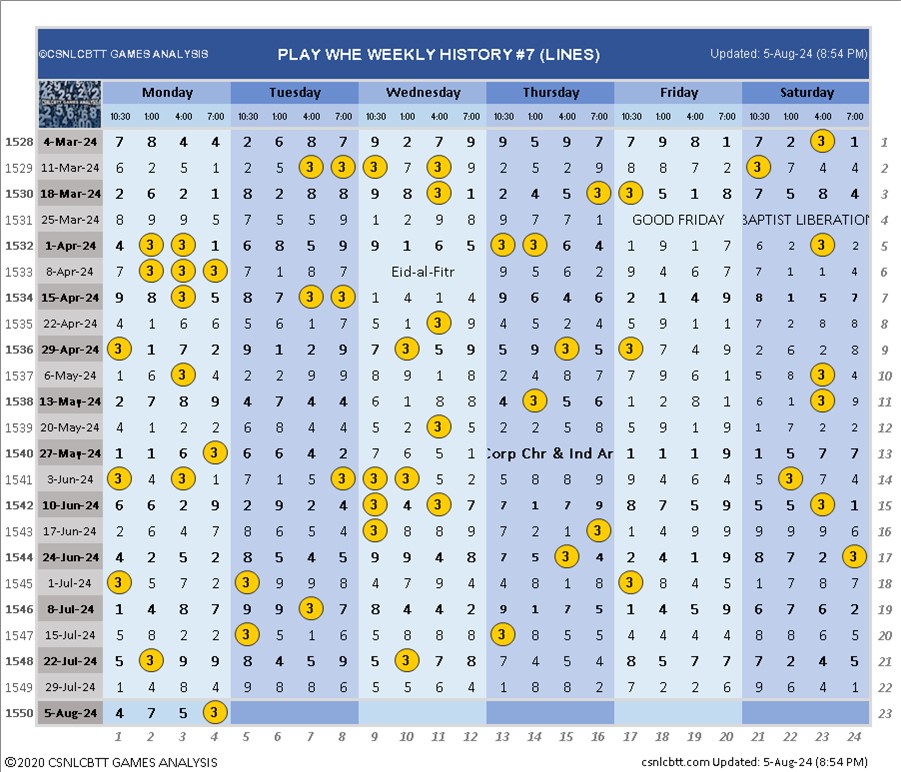 ©CSNLCBTT GAMES ANALYSIS PLAY WHE WEEKLY HISTORY #7 (LINES) Updated: 5-Aug-24 (8:54 PM)
Monday Tuesday Wednesday Thursday Friday Saturday
10:30 1:00 4:00 7:00 10:30 1:00 4:00 7:00 10:30 1:00 4:00 7:00 10:30 1:00 4:00 7:00 10:30 1:00 4:00 7:00 10:30 1:00 4:00 7:00
1528 4-Mar-24 7 8 4 4 2 6 8 7 9 2 7 9 9 5 9 7 7 9 8 1 7 2 3 1 1
1529 11-Mar-24 6 2 5 1 2 5 3 3 3 7 3 9 2 5 2 9 8 8 7 2 3 7 4 4 2
1530 18-Mar-24 2 6 2 1 8 2 8 8 9 8 3 1 2 4 5 3 3 5 1 8 7 5 8 4 3
1531 25-Mar-24 8 9 9 5 7 5 5 9 1 2 9 8 9 7 7 1 GOOD FRIDAY BAPTIST LIBERATION 4
1532 1-Apr-24 4 3 3 1 6 8 5 9 9 1 6 5 3 3 6 4 1 9 1 7 6 2 3 2 5
1533 8-Apr-24 7 3 3 3 7 1 8 7 Eid-al-Fitr 9 5 6 2 9 4 6 7 7 1 1 4 6
1534 15-Apr-24 9 8 3 5 8 7 3 3 1 4 1 4 9 6 4 6 2 1 4 9 8 1 5 7 7
1535 22-Apr-24 4 1 6 6 5 6 1 7 5 1 3 9 4 5 2 4 5 9 1 1 7 2 8 8 8
1536 29-Apr-24 3 1 7 2 9 1 2 9 7 3 5 9 5 9 3 5 3 7 4 9 2 6 2 8 9
1537 6-May-24 1 6 3 4 2 2 9 9 8 9 1 8 2 4 8 7 7 9 6 1 5 8 3 4 10
1538 13-May-24 2 7 8 9 4 7 4 4 6 1 8 8 4 3 5 6 1 2 8 1 6 1 3 9 11
1539 20-May-24 4 1 2 2 6 8 4 4 5 2 3 2 2 2 5 8 5 9 1 9 1 7 2 2 12
1540 27-May-24 1 1 6 3 6 6 4 2 7 6 5 1 Corp Chr & Ind Ar 1 1 1 9 1 5 7 7 13
1541 3-Jun-24 3 4 3 1 7 1 5 3 3 3 5 2 5 8 8 9 9 4 6 4 7 3 7 4 14
1542 10-Jun-24 6 6 2 9 2 9 2 4 3 4 3 7 7 1 7 9 8 7 5 9 5 5 3 1 15
1543 17-Jun-24 2 6 4 7 8 6 5 4 3 8 8 9 7 2 1 3 1 4 9 9 9 9 9 6 16
1544 24-Jun-24 4 2 5 2 8 5 4 5 9 9 4 8 7 5 3 4 2 4 1 9 8 7 2 3 17
1545 1-Jul-24 3 5 7 2 3 9 9 8 4 7 9 4 4 8 1 8 3 8 4 5 1 7 8 7 18
1546 8-Jul-24 1 4 8 7 9 9 3 7 8 4 4 2 9 1 7 5 1 4 5 9 6 7 6 2 19
1547 15-Jul-24 5 8 2 2 3 5 1 6 5 8 8 8 3 8 5 5 4 4 4 4 8 8 6 5 20
1548 22-Jul-24 5 3 9 9 8 4 5 9 5 3 7 8 7 4 5 4 8 5 7 7 7 2 4 5 21
1549 29-Jul-24 1 4 8 4 9 8 8 6 5 5 6 4 1 8 8 2 7 2 2 6 9 6 4 1 22
1550 5-Aug-24 4 7 5 3 23
1 2 3 4 5 6 7 8 9 10 11 12 13 14 15 16 17 18 19 20 21 22 23 24
©2020 CSNLCBTT GAMES ANALYSIS csnlcbtt.com Updated: 5-Aug-24 (8:54 PM)